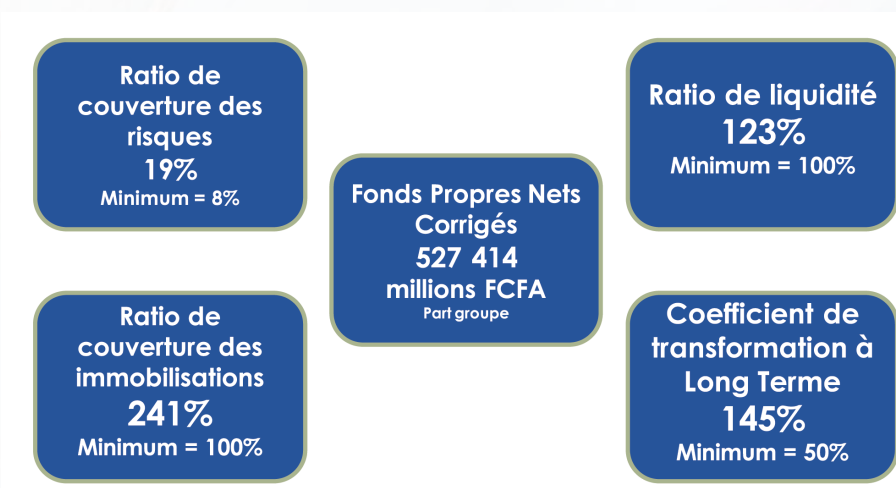 Ratio de
couverture des
risques
19%
Minimum = 8%
Ratio de liquidité
123%
Minimum = 100%
Fonds Propres Nets
Corrigés
527 414
millions FCFA
Part groupe
Ratio de
couverture des
immobilisations
241%
Minimum = 100%
Coefficient de
transformation à
Long Terme
145%
Minimum = 50%